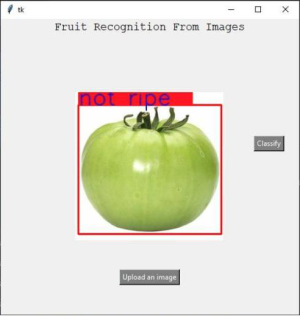 tk
Fruit Recognition From Images
not ripe
Classify
Upload an image